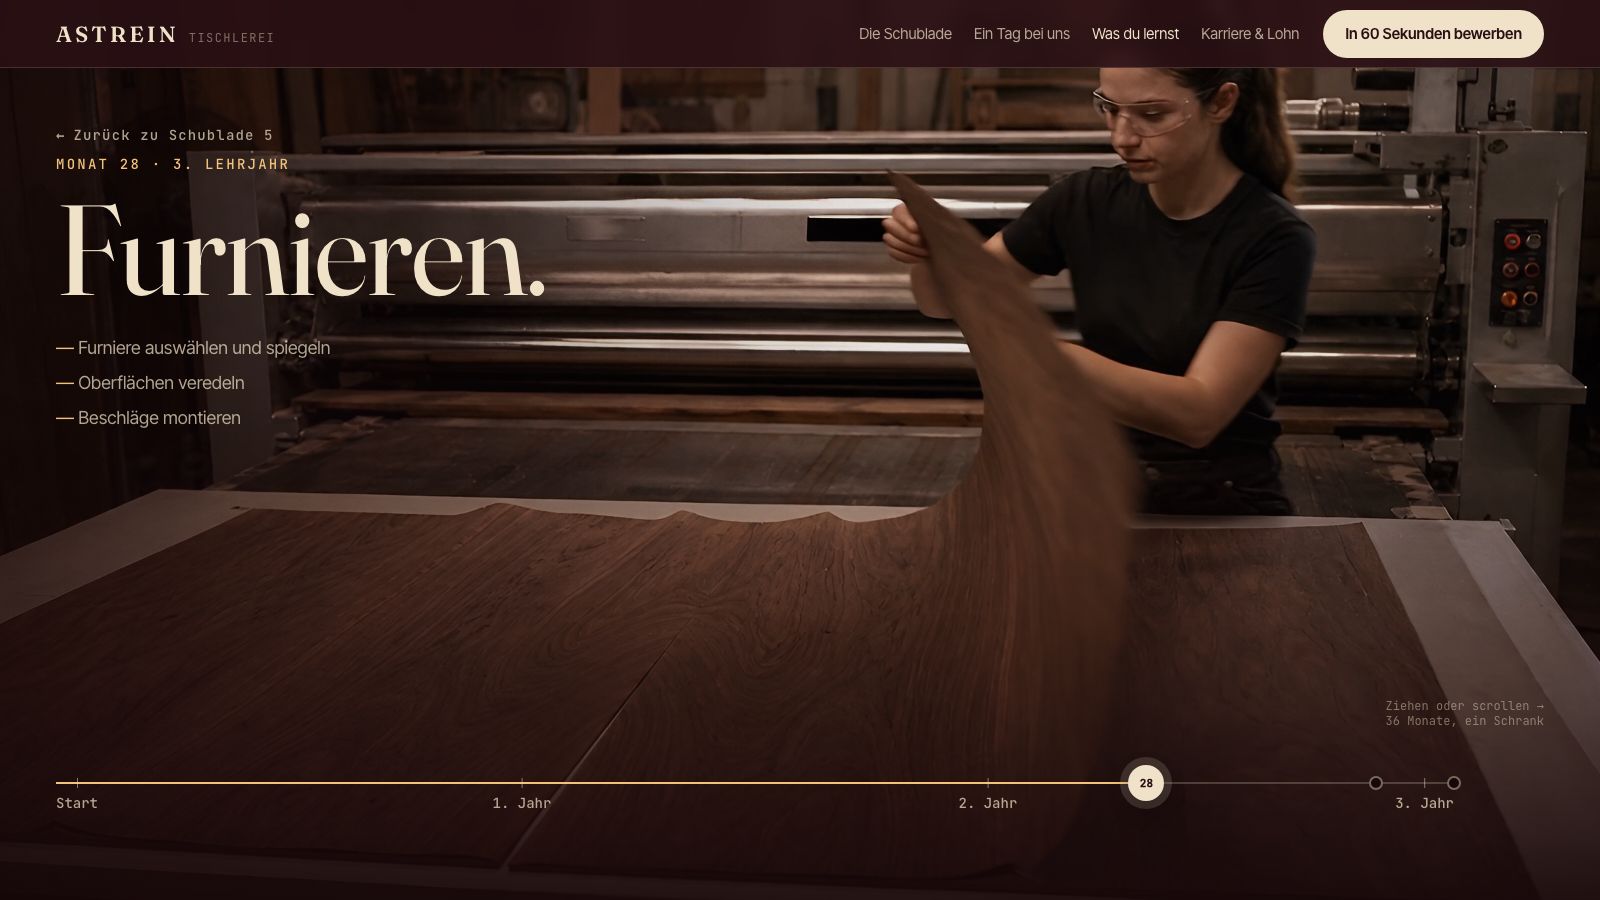 ASTREIN TISCHLEREI
Die Schublade
Ein Tag bei uns
Was du lernst
Karriere & Lohn
In 60 Sekunden bewerben
← Zurück zu Schublade 5
MONAT 28 · 3. LEHRJAHR
Furnieren.
— Furniere auswählen und spiegeln
— Oberflächen veredeln
— Beschläge montieren
Ziehen oder scrollen →
36 Monate, ein Schrank
28
Start
1. Jahr
2. Jahr
3. Jahr